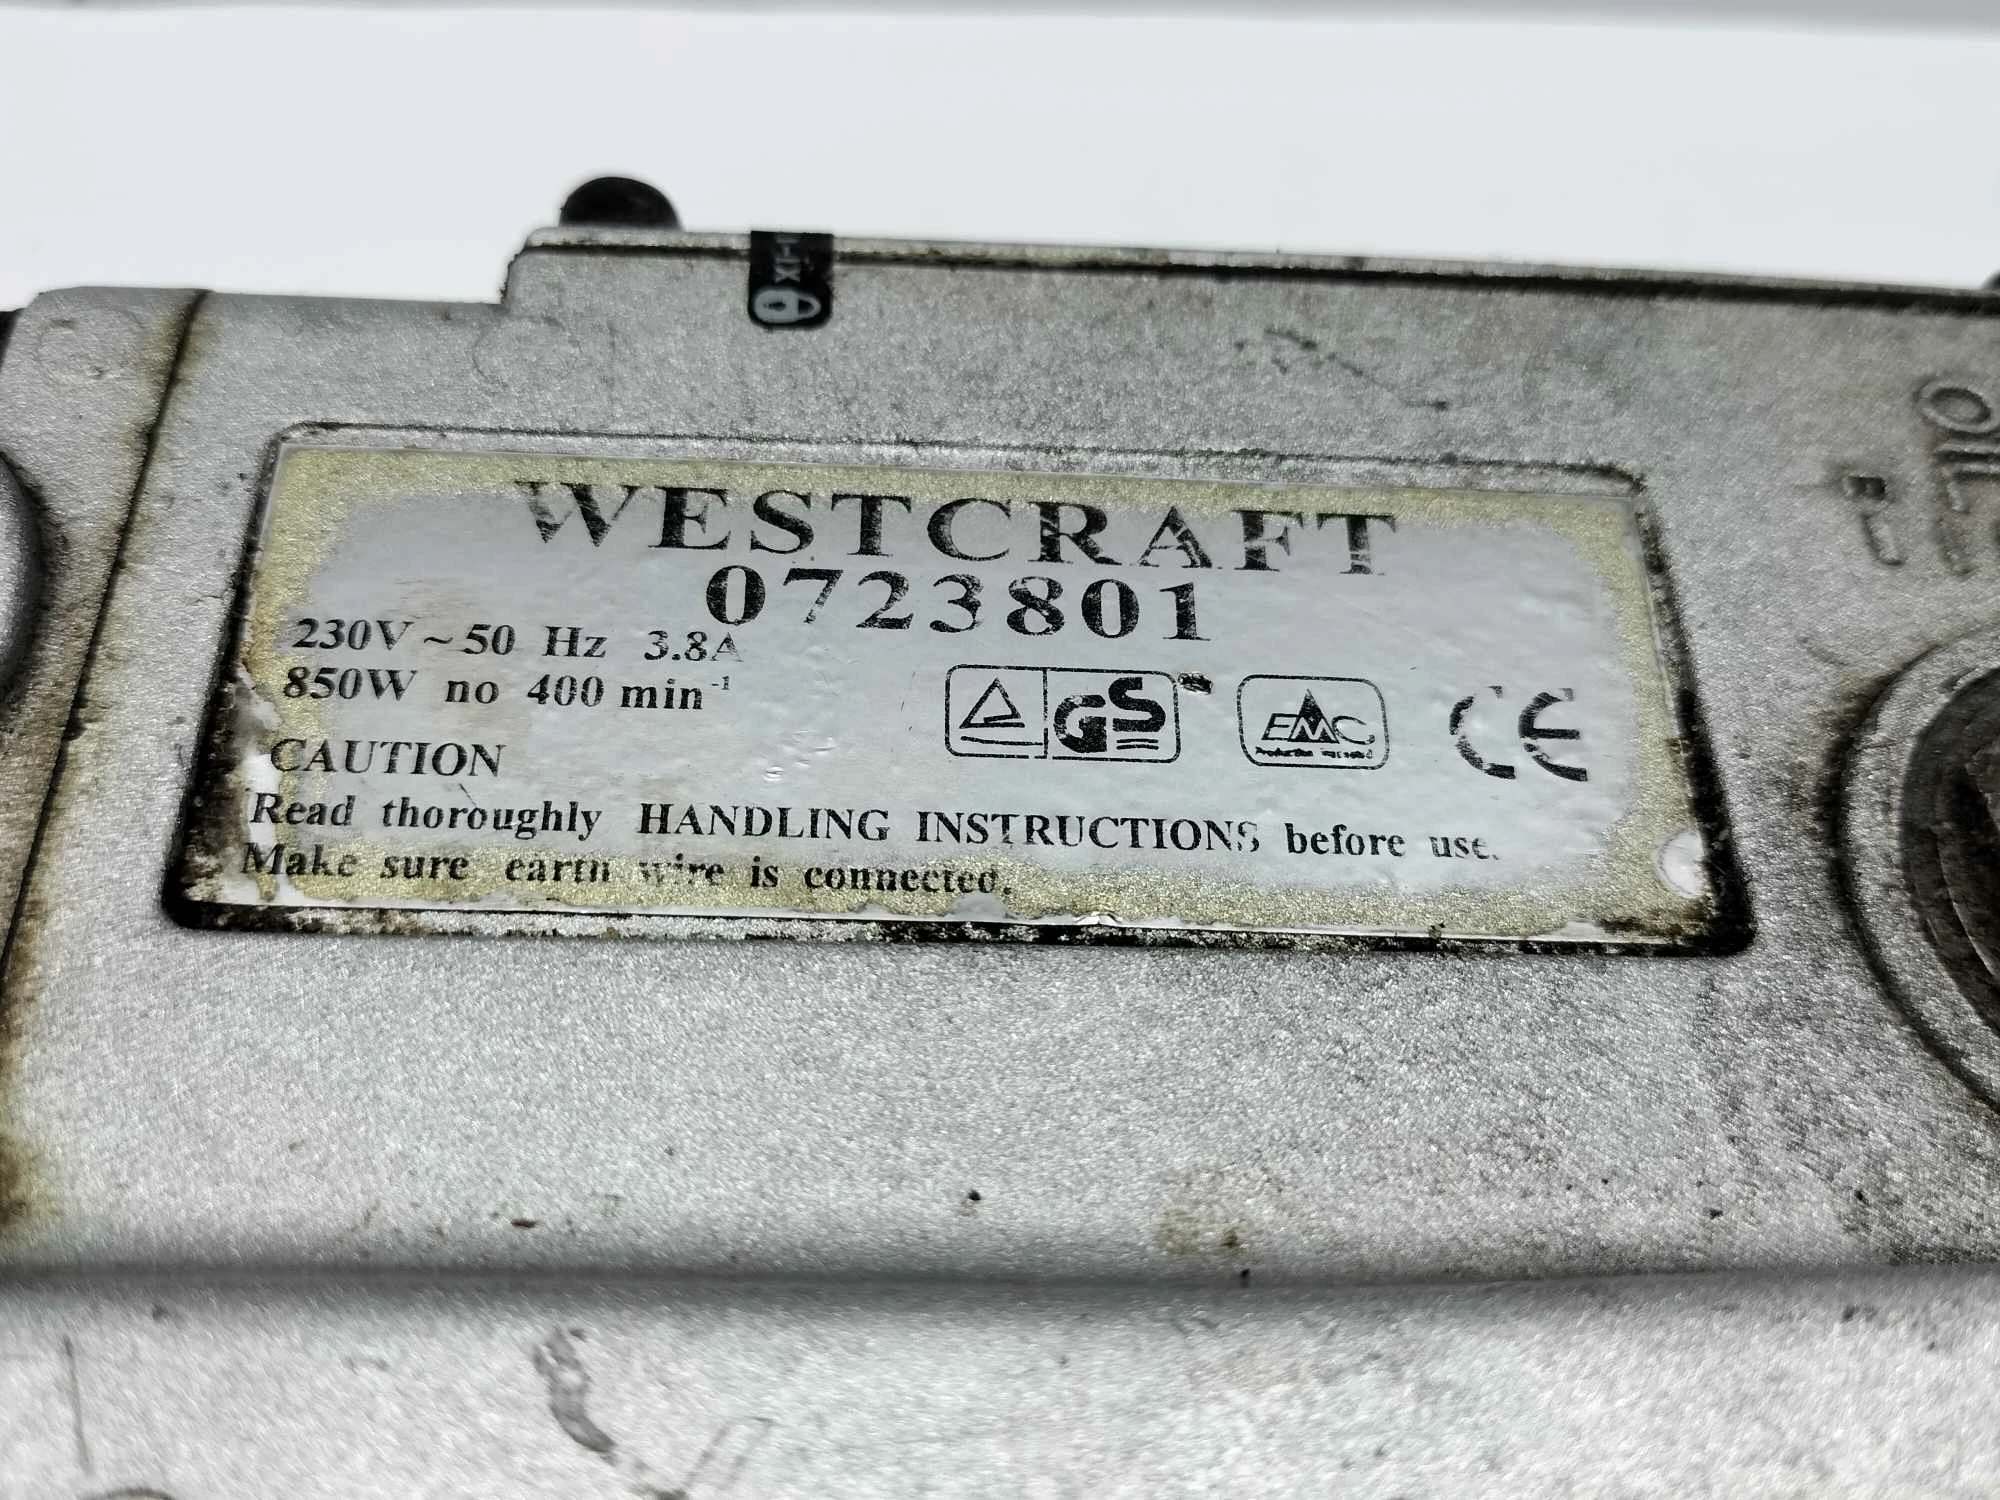 WESTCRAFT
0723801
230V ~ 50 Hz 3.8A
850W no 400 min⁻¹
GS
EMC
CE
CAUTION
Read thoroughly HANDLING INSTRUCTIONS before use.
Make sure earth wire is connected.
OIL